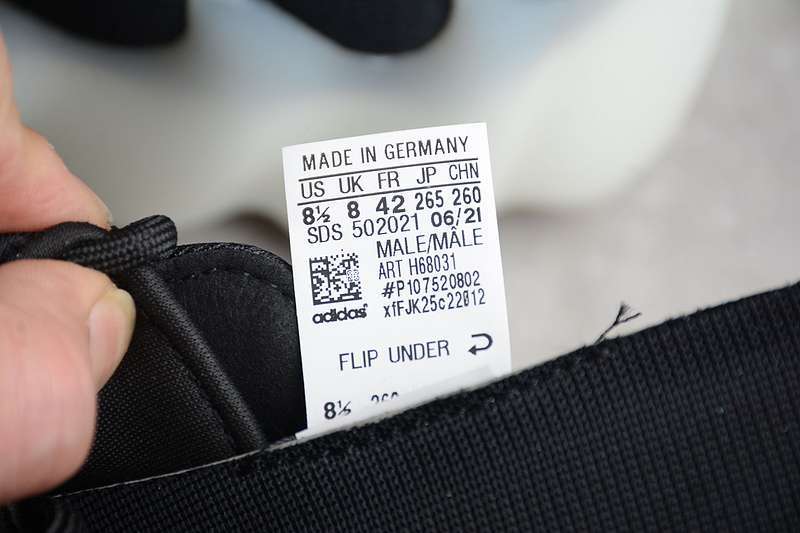 MADE IN GERMANY
US UK FR JP CHN
8½ 8 42 265 260
SDS 502021 06/21
MALE/MÂLE
ART H68031
#P107520802
xfFJK25c22012
adidas
FLIP UNDER
8½ 260